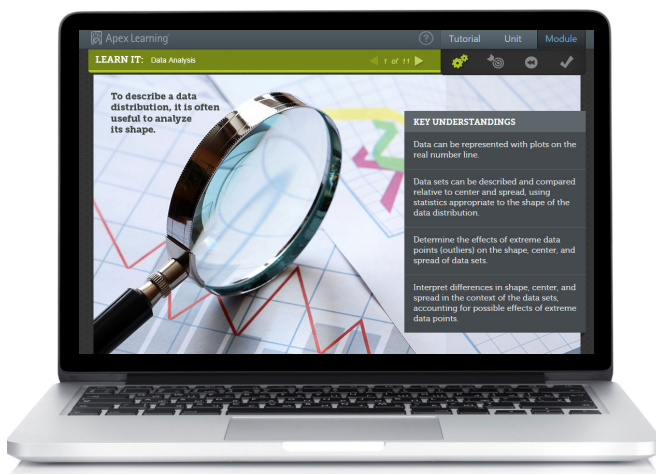 Apex Learning
? Tutorial Unit Module
LEARN IT: Data Analysis 1 of 11
To describe a data
distribution, it is often
useful to analyze
its shape.
KEY UNDERSTANDINGS
Data can be represented with plots on the
real number line.
Data sets can be described and compared
relative to center and spread, using
statistics appropriate to the shape of the
data distribution.
Determine the effects of extreme data
points (outliers) on the shape, center, and
spread of data sets.
Interpret differences in shape, center, and
spread in the context of the data sets,
accounting for possible effects of extreme
data points.